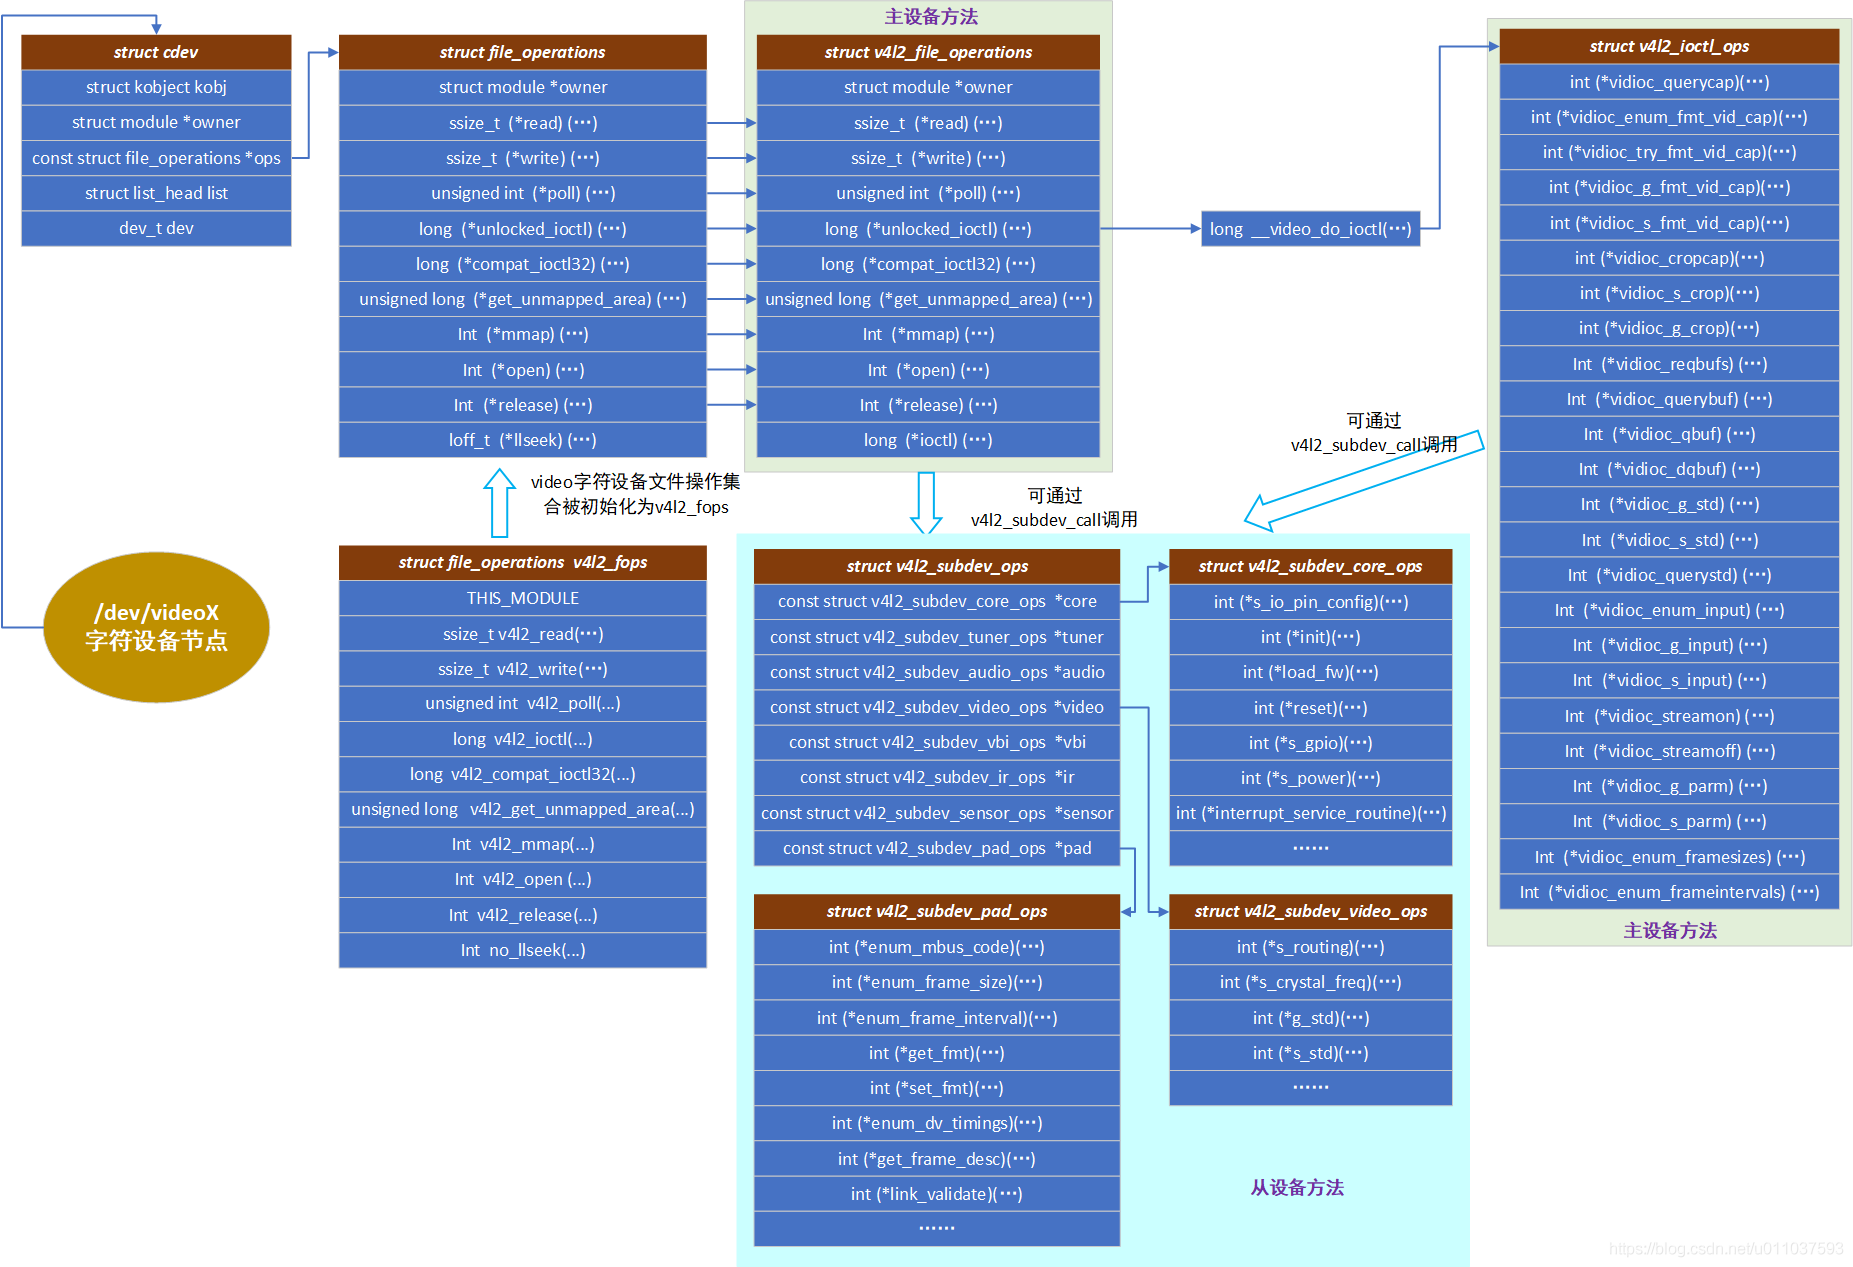 struct cdev
struct kobject kobj
struct module *owner
const struct file_operations *ops
struct list_head list
dev_t dev
struct file_operations
struct module *owner
ssize_t (*read) (···)
ssize_t (*write) (···)
unsigned int (*poll) (···)
long (*unlocked_ioctl) (···)
long (*compat_ioctl32) (···)
unsigned long (*get_unmapped_area) (···)
Int (*mmap) (···)
Int (*open) (···)
Int (*release) (···)
loff_t (*llseek) (···)
主设备方法
struct v4l2_file_operations
struct module *owner
ssize_t (*read) (···)
ssize_t (*write) (···)
unsigned int (*poll) (···)
long (*unlocked_ioctl) (···)
long (*compat_ioctl32) (···)
unsigned long (*get_unmapped_area) (···)
Int (*mmap) (···)
Int (*open) (···)
Int (*release) (···)
long (*ioctl) (···)
long __video_do_ioctl(···)
struct v4l2_ioctl_ops
int (*vidioc_querycap)(···)
int (*vidioc_enum_fmt_vid_cap)(···)
int (*vidioc_try_fmt_vid_cap)(···)
int (*vidioc_g_fmt_vid_cap)(···)
int (*vidioc_s_fmt_vid_cap)(···)
int (*vidioc_cropcap)(···)
int (*vidioc_s_crop)(···)
int (*vidioc_g_crop)(···)
Int (*vidioc_reqbufs) (···)
Int (*vidioc_querybuf) (···)
Int (*vidioc_qbuf) (···)
Int (*vidioc_dqbuf) (···)
Int (*vidioc_g_std) (···)
Int (*vidioc_s_std) (···)
Int (*vidioc_querystd) (···)
Int (*vidioc_enum_input) (···)
Int (*vidioc_g_input) (···)
Int (*vidioc_s_input) (···)
Int (*vidioc_streamon) (···)
Int (*vidioc_streamoff) (···)
Int (*vidioc_g_parm) (···)
Int (*vidioc_s_parm) (···)
Int (*vidioc_enum_framesizes) (···)
Int (*vidioc_enum_frameintervals) (···)
主设备方法
可通过
v4l2_subdev_call调用
video字符设备文件操作集
合被初始化为v4l2_fops
可通过
v4l2_subdev_call调用
/dev/videoX
字符设备节点
struct file_operations v4l2_fops
THIS_MODULE
ssize_t v4l2_read(···)
ssize_t v4l2_write(···)
unsigned int v4l2_poll(...)
long v4l2_ioctl(...)
long v4l2_compat_ioctl32(...)
unsigned long v4l2_get_unmapped_area(...)
Int v4l2_mmap(...)
Int v4l2_open (...)
Int v4l2_release(...)
Int no_llseek(...)
struct v4l2_subdev_ops
const struct v4l2_subdev_core_ops *core
const struct v4l2_subdev_tuner_ops *tuner
const struct v4l2_subdev_audio_ops *audio
const struct v4l2_subdev_video_ops *video
const struct v4l2_subdev_vbi_ops *vbi
const struct v4l2_subdev_ir_ops *ir
const struct v4l2_subdev_sensor_ops *sensor
const struct v4l2_subdev_pad_ops *pad
struct v4l2_subdev_core_ops
int (*s_io_pin_config)(···)
int (*init)(···)
int (*load_fw)(···)
int (*reset)(···)
int (*s_gpio)(···)
int (*s_power)(···)
int (*interrupt_service_routine)(···)
······
struct v4l2_subdev_pad_ops
int (*enum_mbus_code)(···)
int (*enum_frame_size)(···)
int (*enum_frame_interval)(···)
int (*get_fmt)(···)
int (*set_fmt)(···)
int (*enum_dv_timings)(···)
int (*get_frame_desc)(···)
int (*link_validate)(···)
······
struct v4l2_subdev_video_ops
int (*s_routing)(···)
int (*s_crystal_freq)(···)
int (*g_std)(···)
int (*s_std)(···)
······
从设备方法
https://blog.csdn.net/u011037593